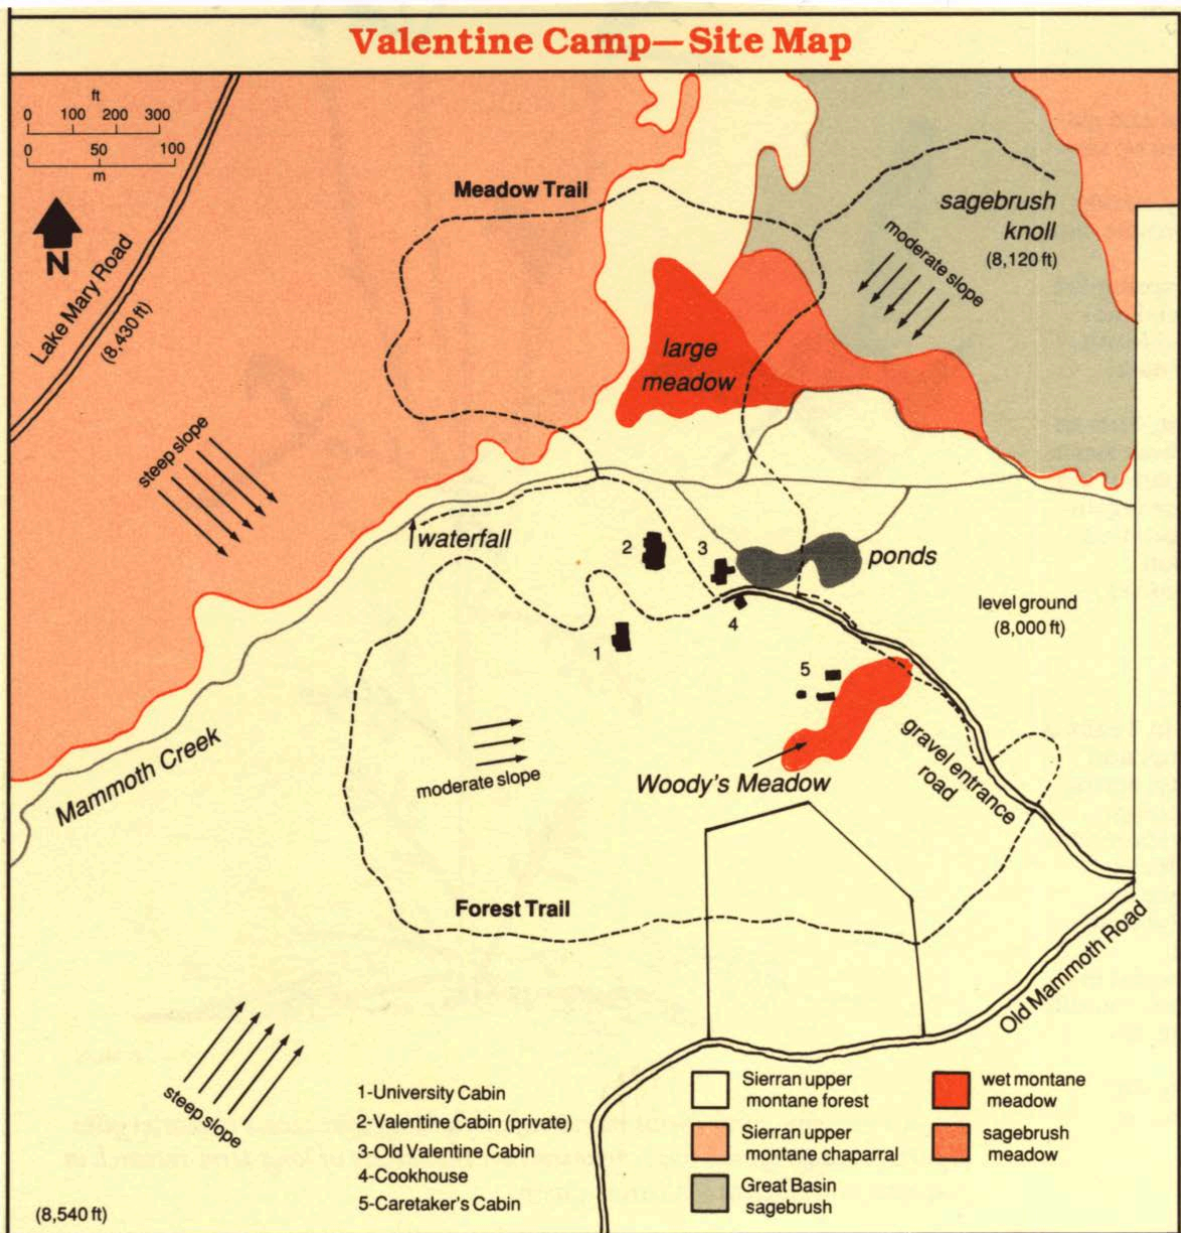 Valentine Camp—Site Map
ft
0 100 200 300
0 50 100
m
N
Lake Mary Road
(8,430 ft)
Meadow Trail
sagebrush
knoll
(8,120 ft)
moderate slope
large
meadow
steep slope
waterfall
2
3
ponds
level ground
(8,000 ft)
4
1
5
gravel entrance
road
Mammoth Creek
moderate slope
Woody's Meadow
Forest Trail
Old Mammoth Road
steep slope
(8,540 ft)
1-University Cabin
2-Valentine Cabin (private)
3-Old Valentine Cabin
4-Cookhouse
5-Caretaker's Cabin
Sierran upper
montane forest
Sierran upper
montane chaparral
Great Basin
sagebrush
wet montane
meadow
sagebrush
meadow